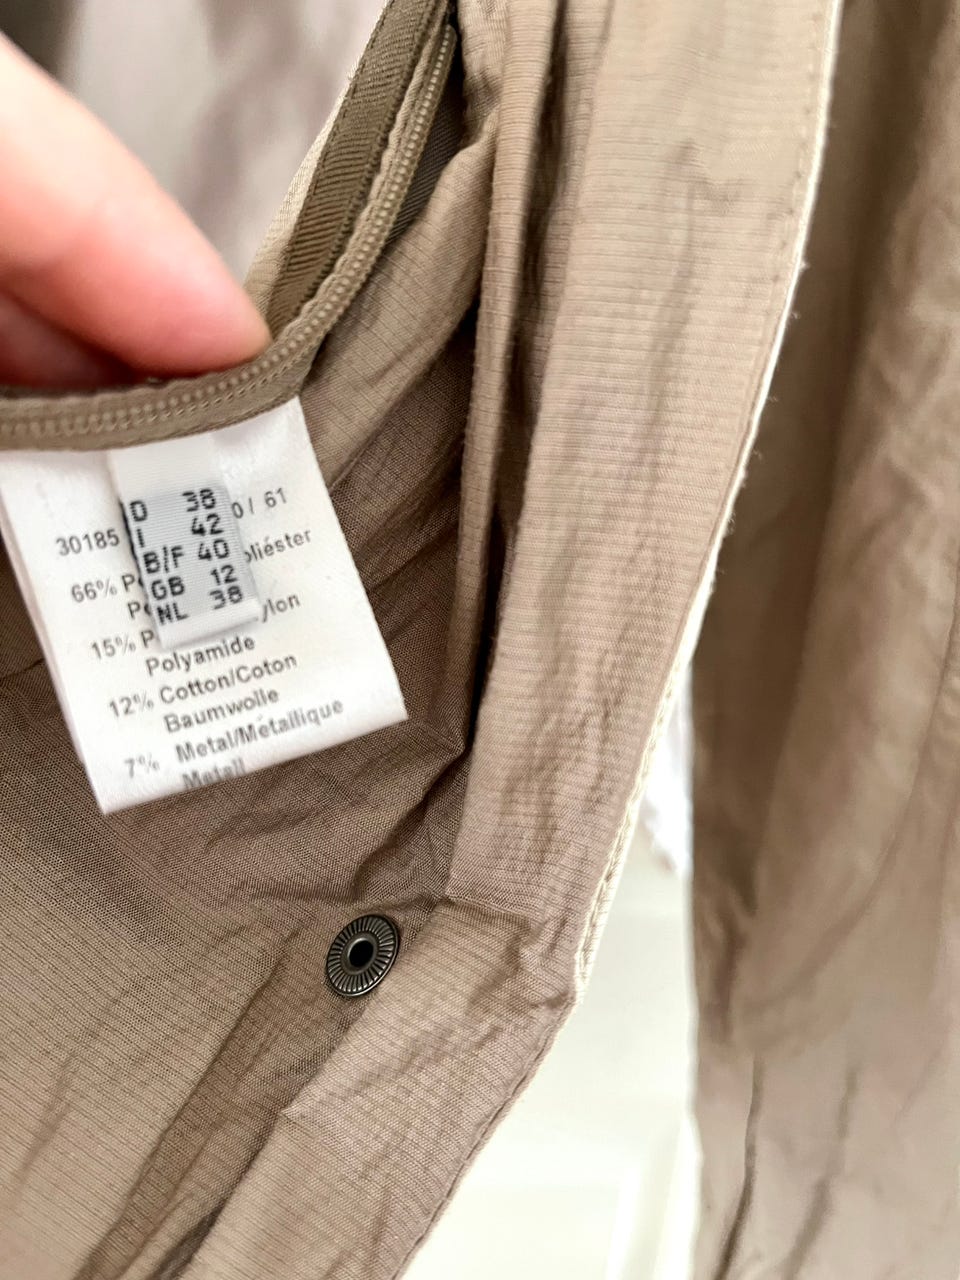 D 38
I 42
B/F 40
GB 12
NL 38
30185 0/ 61
66% P oliéster
P
15% P ylon
Polyamide
12% Cotton/Coton
Baumwolle
7% Metal/Métallique
Metall